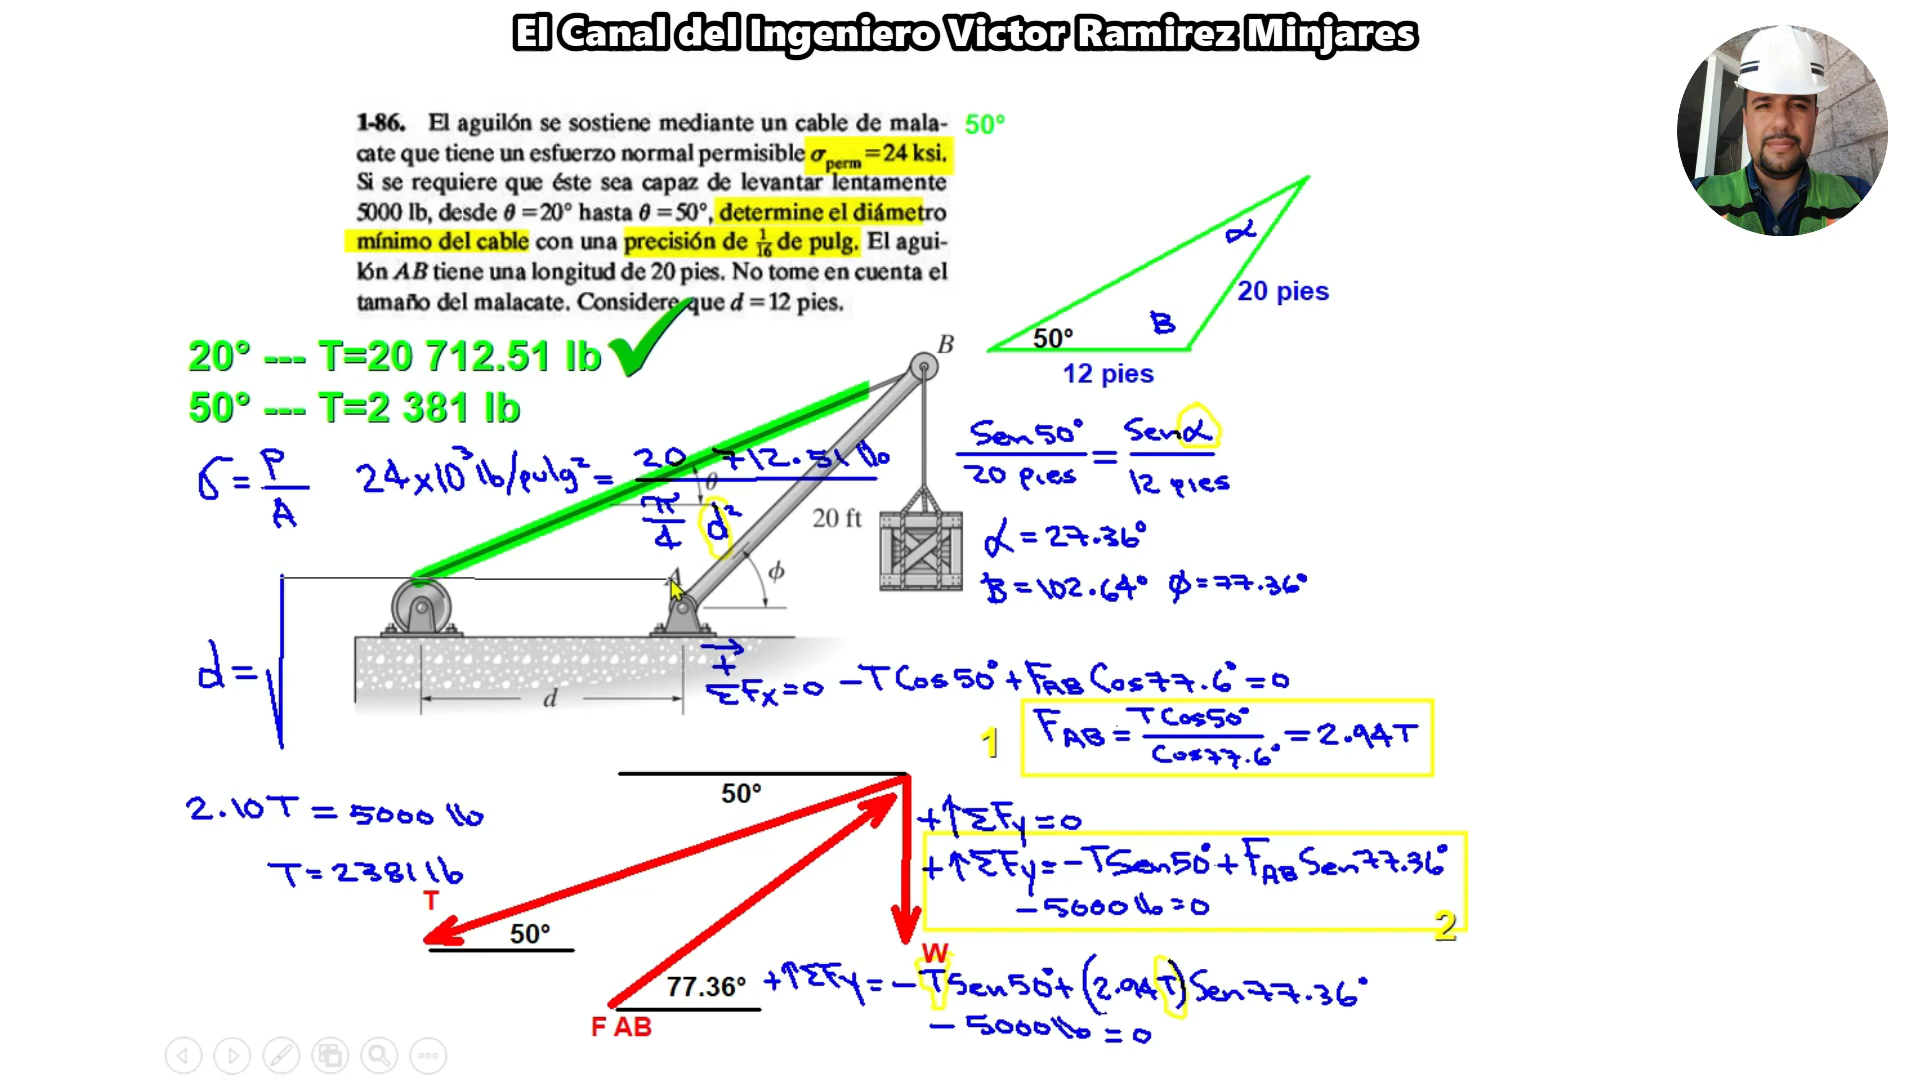 El Canal del Ingeniero Victor Ramirez Minjares
1-86. El aguilón se sostiene mediante un cable de mala-
cate que tiene un esfuerzo normal permisible σperm = 24 ksi.
Si se requiere que éste sea capaz de levantar lentamente
5000 lb, desde θ = 20° hasta θ = 50°, determine el diámetro
mínimo del cable con una precisión de 1/16 de pulg. El agui-
lón AB tiene una longitud de 20 pies. No tome en cuenta el
tamaño del malacate. Considere que d = 12 pies.
50°
α
20 pies
B
50°
12 pies
20° --- T=20 712.51 lb
50° --- T=2 381 lb
B
σ = P/A
24x10³ lb/pulg² = 20 712.51 lb / π/4 d²
θ
20 ft
A
ϕ
d
Sen50°/20 pies = Senα/12 pies
α = 27.36°
B = 102.64° ϕ = 77.36°
d = √
+ ΣFx = 0 -TCos50° + FAB Cos77.6° = 0
1 FAB = TCos50°/Cos77.6° = 2.94T
2.10T = 5000 lb
T = 2381 lb
50°
T
50°
77.36°
F AB
W
+↑ΣFy = 0
+↑ΣFy = -TSen50° + FAB Sen77.36°
- 5000 lb = 0
2
+↑ΣFy = -TSen50° + (2.94T)Sen77.36°
- 5000 lb = 0